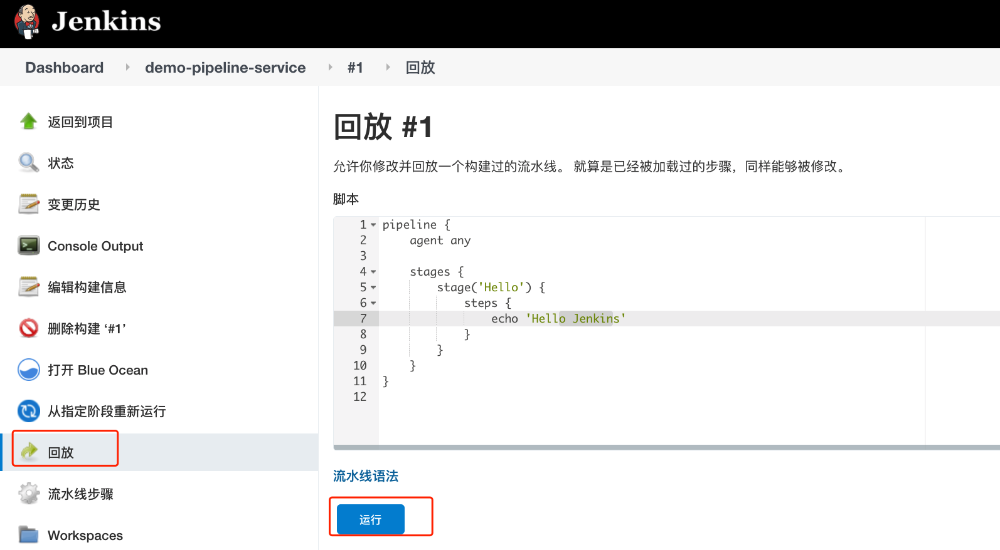 Jenkins
Dashboard demo-pipeline-service #1 回放
返回到项目
状态
变更历史
Console Output
编辑构建信息
删除构建 ‘#1’
打开 Blue Ocean
从指定阶段重新运行
回放
流水线步骤
Workspaces
回放 #1
允许你修改并回放一个构建过的流水线。 就算是已经被加载过的步骤，同样能够被修改。
脚本
1 pipeline {
2     agent any
3
4     stages {
5         stage('Hello') {
6             steps {
7                 echo 'Hello Jenkins'
8             }
9         }
10     }
11 }
12
流水线语法
运行